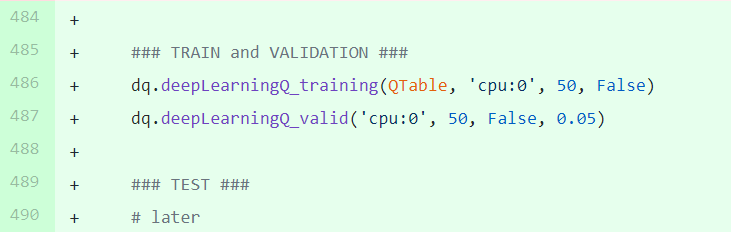 484 +
485 + ### TRAIN and VALIDATION ###
486 + dq.deepLearningQ_training(QTable, 'cpu:0', 50, False)
487 + dq.deepLearningQ_valid('cpu:0', 50, False, 0.05)
488 +
489 + ### TEST ###
490 + # later